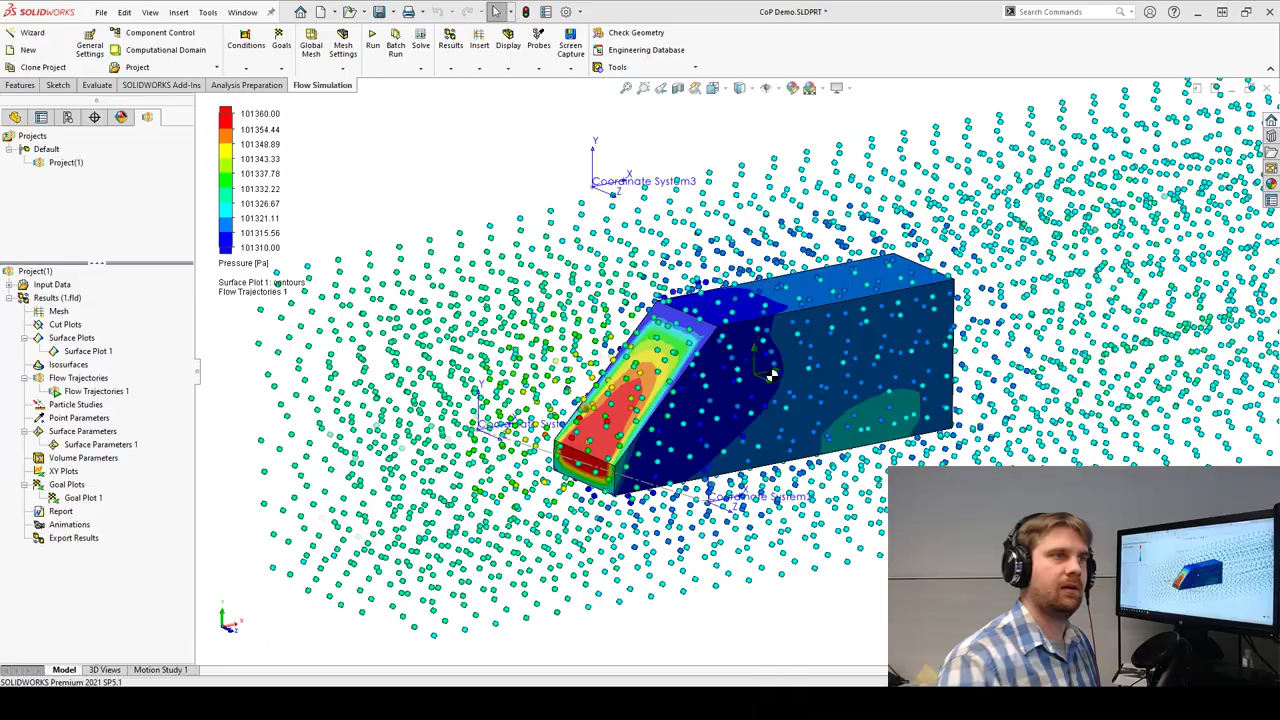 SOLIDWORKS File Edit View Insert Tools Window CoP Demo.SLDPRT * Search Commands
Wizard
New
Clone Project
General Settings
Component Control
Computational Domain
Project
Conditions
Goals
Global Mesh
Mesh Settings
Run
Batch Run
Solve
Results
Insert
Display
Probes
Screen Capture
Check Geometry
Engineering Database
Tools
Features Sketch Evaluate SOLIDWORKS Add-Ins Analysis Preparation Flow Simulation
Projects
Default
Project(1)
Project(1)
Input Data
Results (1.fld)
Mesh
Cut Plots
Surface Plots
Surface Plot 1
Isosurfaces
Flow Trajectories
Flow Trajectories 1
Particle Studies
Point Parameters
Surface Parameters
Surface Parameters 1
Volume Parameters
XY Plots
Goal Plots
Goal Plot 1
Report
Animations
Export Results
101360.00
101354.44
101348.89
101343.33
101337.78
101332.22
101326.67
101321.11
101315.56
101310.00
Pressure [Pa]
Surface Plot 1: contours
Flow Trajectories 1
Y
X
Coordinate System3
Z
Y
Coordinate Syste
Coordinate System2
Z
Y
X
Z
Model 3D Views Motion Study 1
SOLIDWORKS Premium 2021 SP5.1